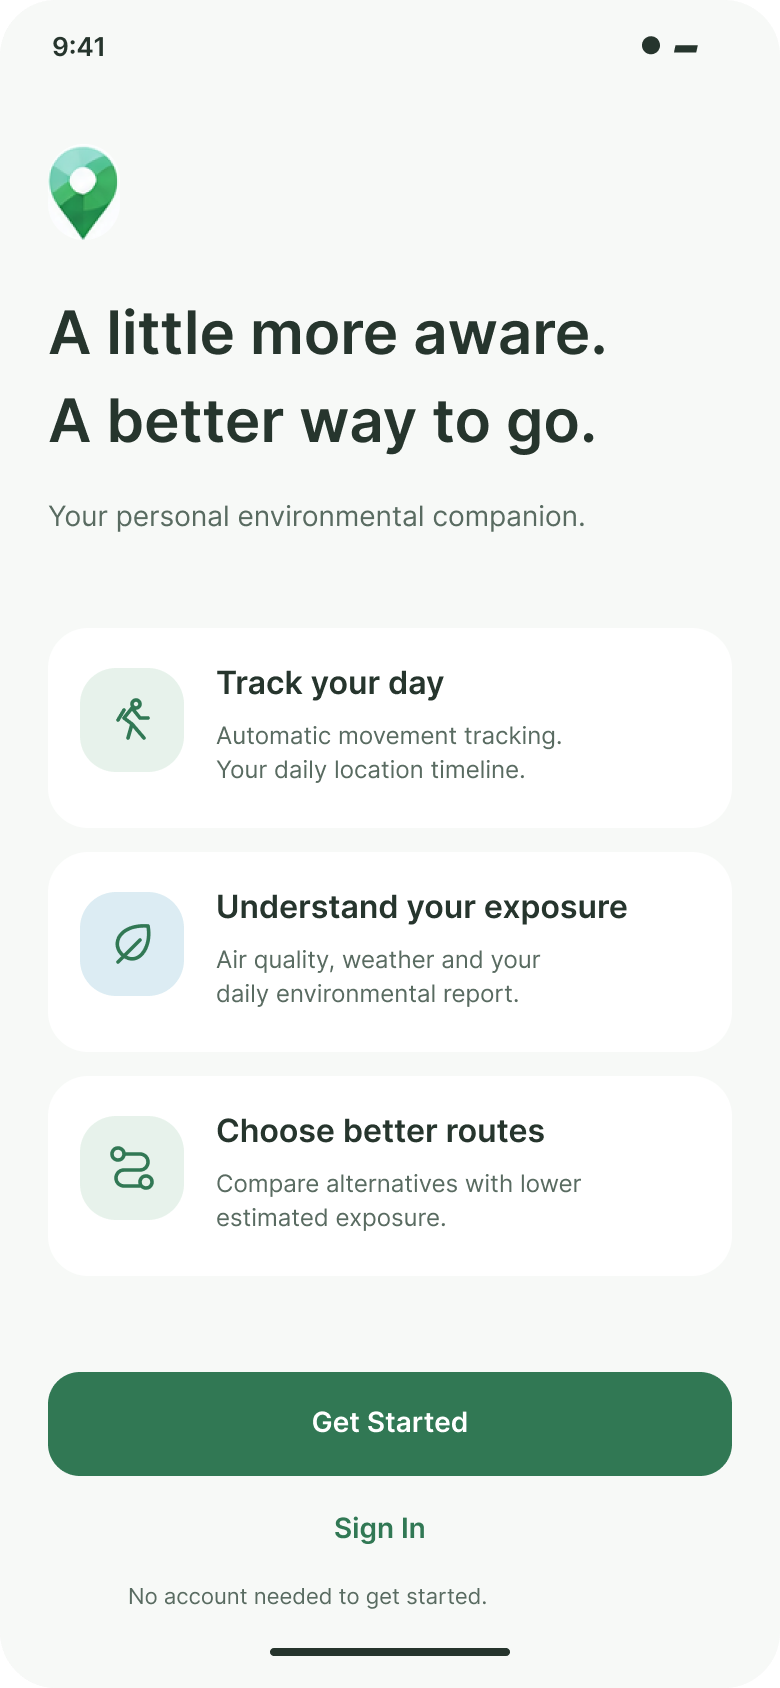 9:41
A little more aware.
A better way to go.
Your personal environmental companion.
Track your day
Automatic movement tracking.
Your daily location timeline.
Understand your exposure
Air quality, weather and your
daily environmental report.
Choose better routes
Compare alternatives with lower
estimated exposure.
Get Started
Sign In
No account needed to get started.